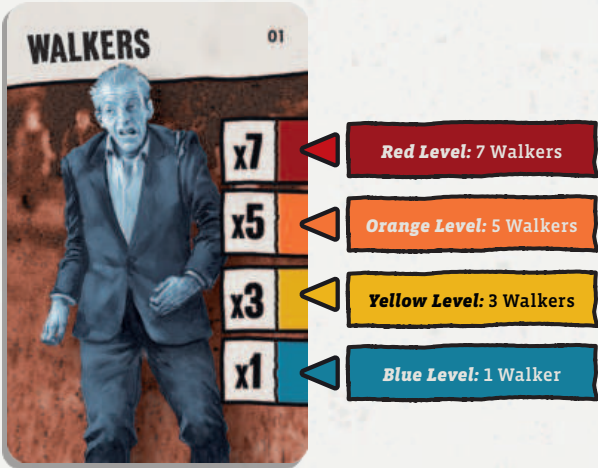 WALKERS
01
x7
Red Level: 7 Walkers
x5
Orange Level: 5 Walkers
x3
Yellow Level: 3 Walkers
x1
Blue Level: 1 Walker